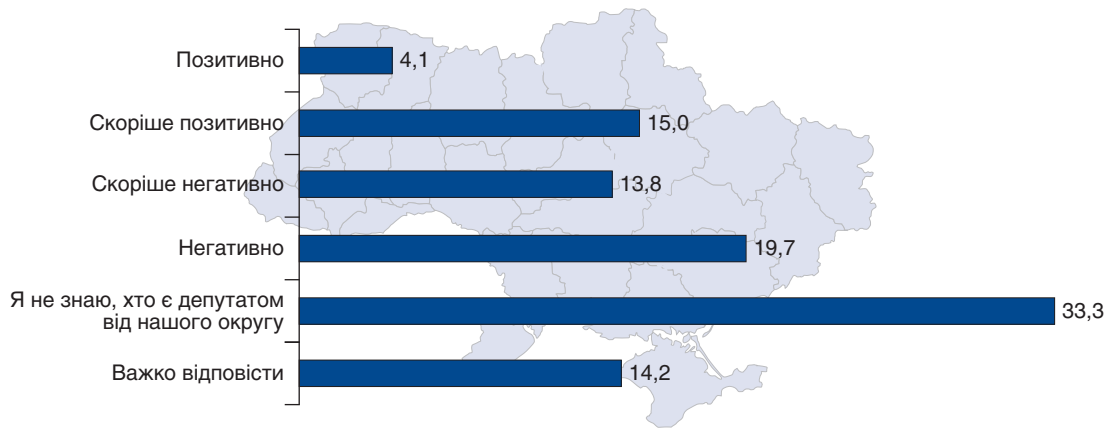 Позитивно
4,1
Скоріше позитивно
15,0
Скоріше негативно
13,8
Негативно
19,7
Я не знаю, хто є депутатом
від нашого округу
33,3
Важко відповісти
14,2